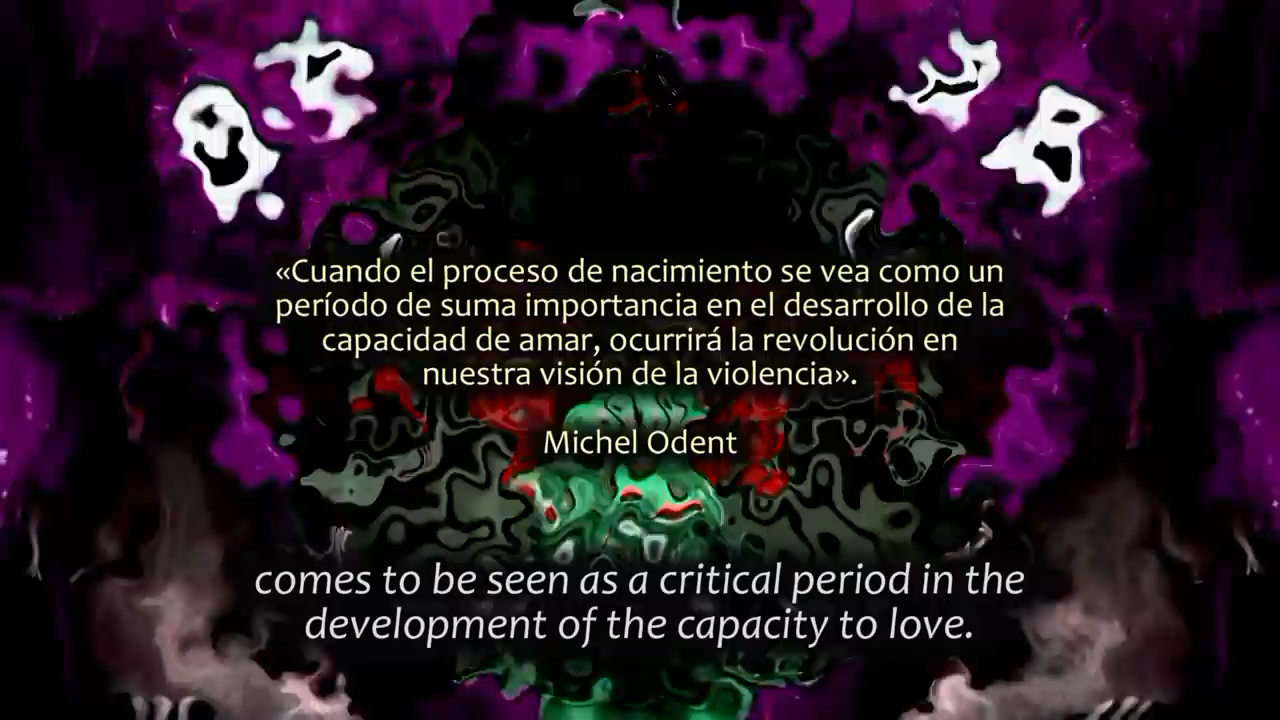 «Cuando el proceso de nacimiento se vea como un
período de suma importancia en el desarrollo de la
capacidad de amar, ocurrirá la revolución en
nuestra visión de la violencia».
Michel Odent
comes to be seen as a critical period in the
development of the capacity to love.